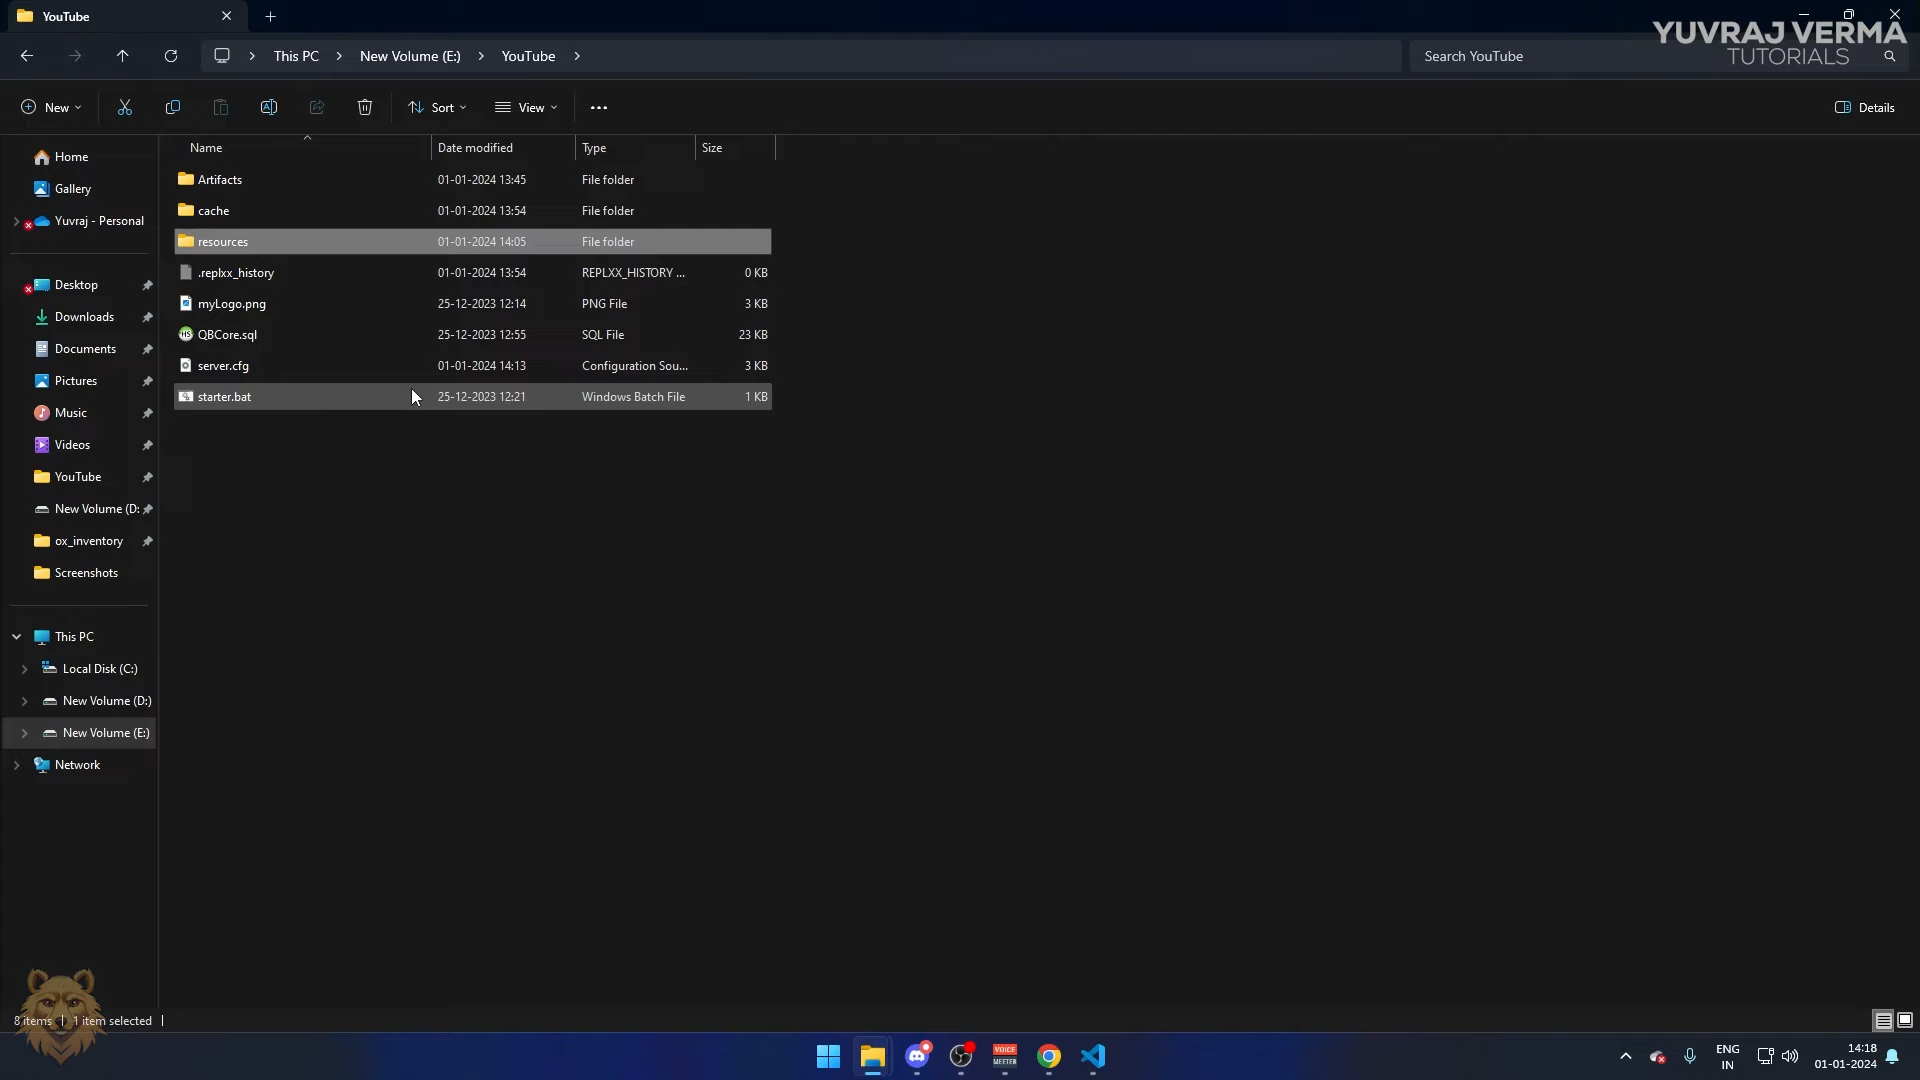 YouTube
YUVRAJ VERMA
TUTORIALS
This PC
New Volume (E:)
YouTube
Search YouTube
New
Sort
View
Details
Name
Date modified
Type
Size
Home
Gallery
Yuvraj - Personal
Desktop
Downloads
Documents
Pictures
Music
Videos
YouTube
New Volume (D:
ox_inventory
Screenshots
This PC
Local Disk (C:)
New Volume (D:)
New Volume (E:)
Network
Artifacts 01-01-2024 13:45 File folder
cache 01-01-2024 13:54 File folder
resources 01-01-2024 14:05 File folder
.replxx_history 01-01-2024 13:54 REPLXX_HISTORY ... 0 KB
myLogo.png 25-12-2023 12:14 PNG File 3 KB
QBCore.sql 25-12-2023 12:55 SQL File 23 KB
server.cfg 01-01-2024 14:13 Configuration Sou... 3 KB
starter.bat 25-12-2023 12:21 Windows Batch File 1 KB
8 items
1 item selected
VOICE
MEETER
ENG
IN
14:18
01-01-2024